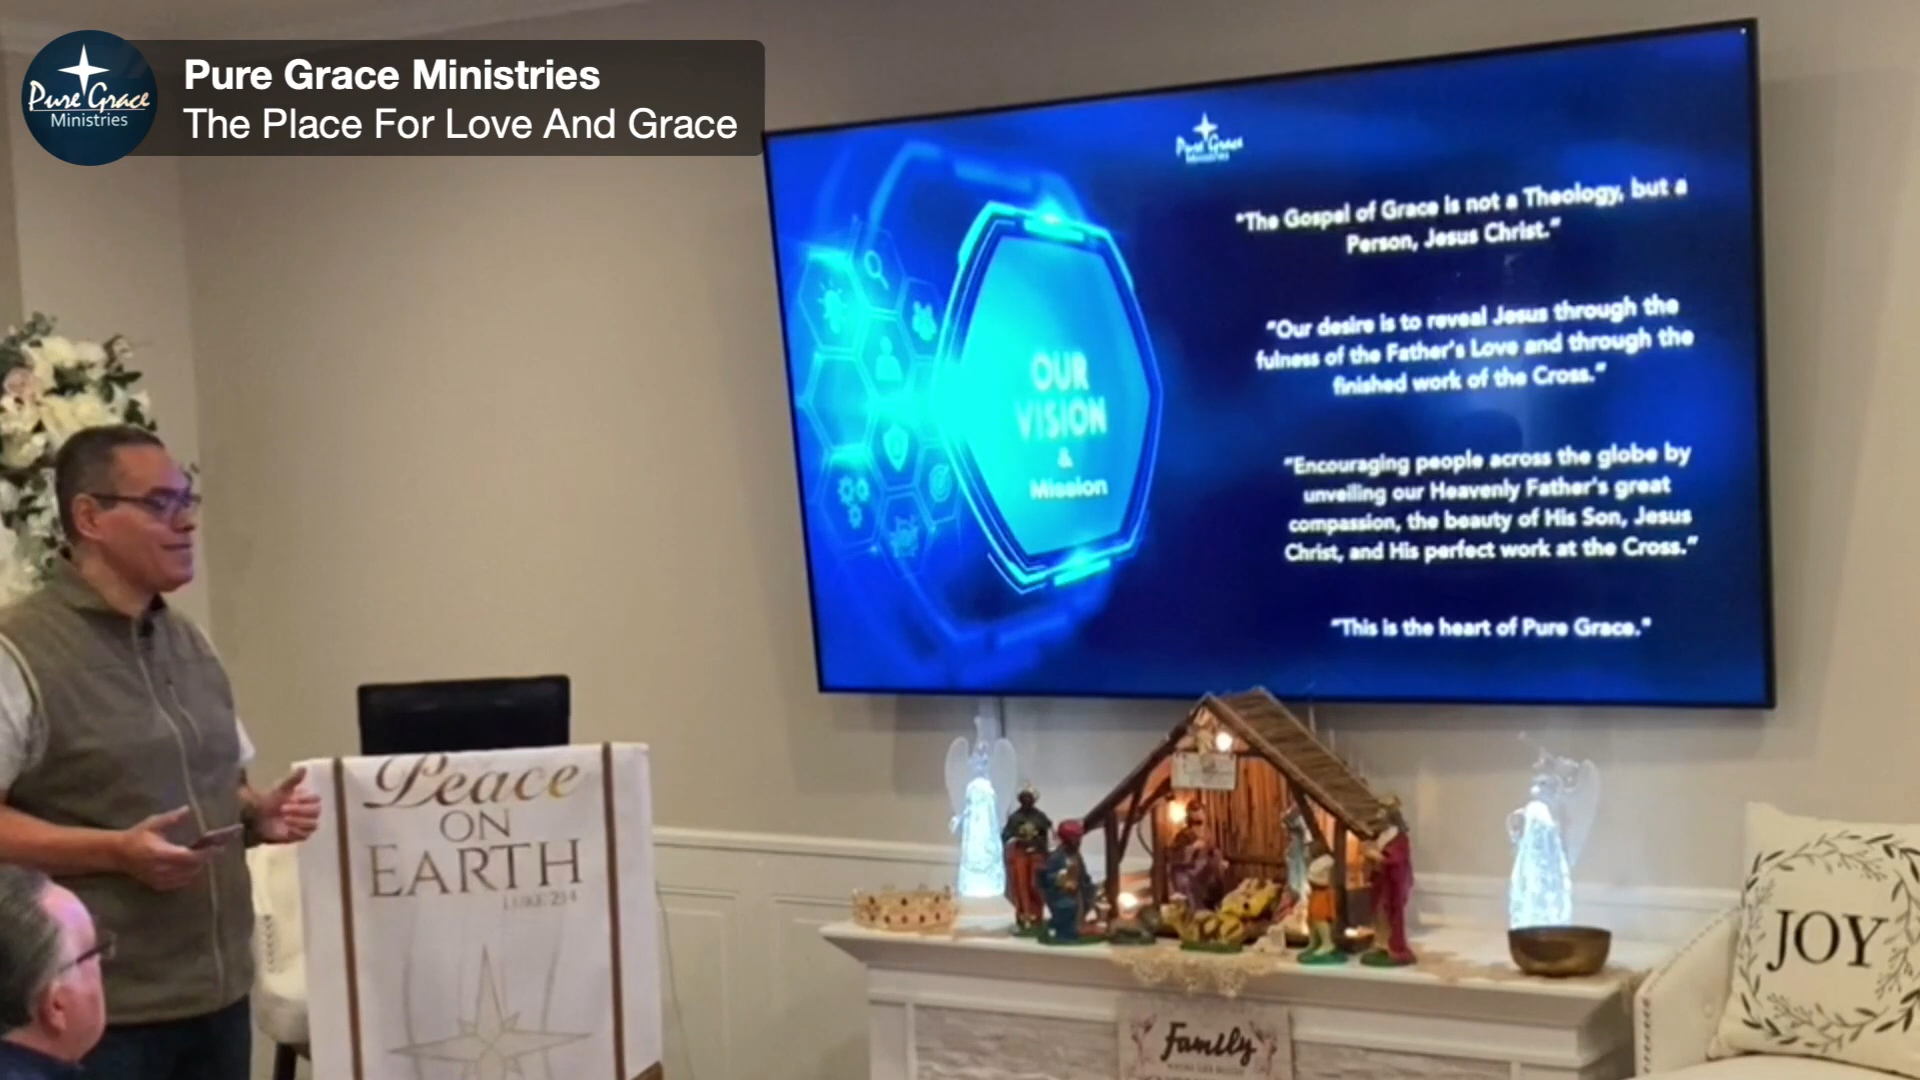 Pure Grace
Ministries
Pure Grace Ministries
The Place For Love And Grace
Pure Grace
Ministries
OUR
VISION
&
Mission
"The Gospel of Grace is not a Theology, but a
Person, Jesus Christ."
"Our desire is to reveal Jesus through the
fulness of the Father's Love and through the
finished work of the Cross."
"Encouraging people across the globe by
unveiling our Heavenly Father's great
compassion, the beauty of His Son, Jesus
Christ, and His perfect work at the Cross."
"This is the heart of Pure Grace."
Peace
ON
EARTH
JOY
Family